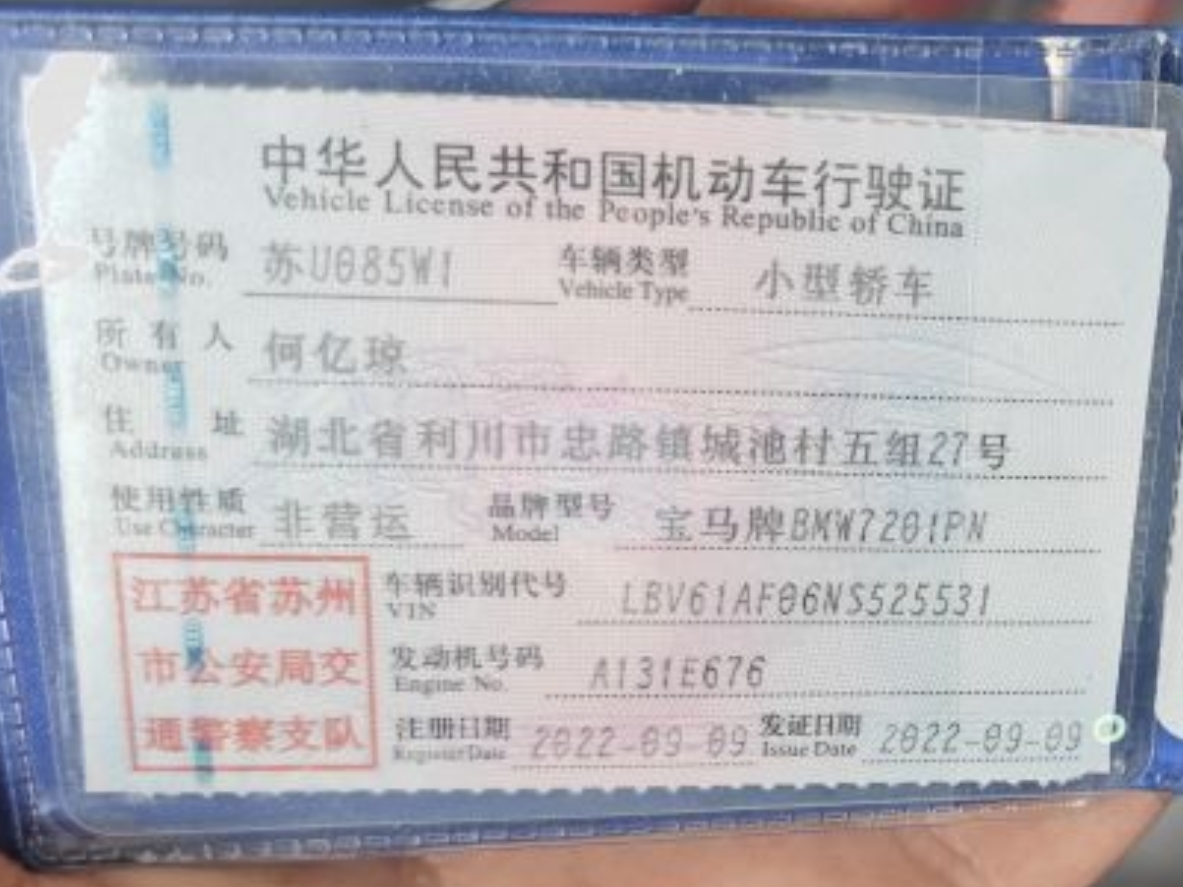 中华人民共和国机动车行驶证
Vehicle License of the People's Republic of China
号牌号码 苏U085W1 车辆类型 小型轿车
Plate No. Vehicle Type
所有人 何亿琼
Owner
住址 湖北省利川市忠路镇城池村五组27号
Address
使用性质 非营运 品牌型号 宝马牌BMW7201PN
Use Character Model
江苏省苏州
市公安局交
通警察支队
车辆识别代号 LBV61AF06NS525531
VIN
发动机号码 A131E676
Engine No.
注册日期 2022-09-09 发证日期 2022-09-09
Register Date Issue Date